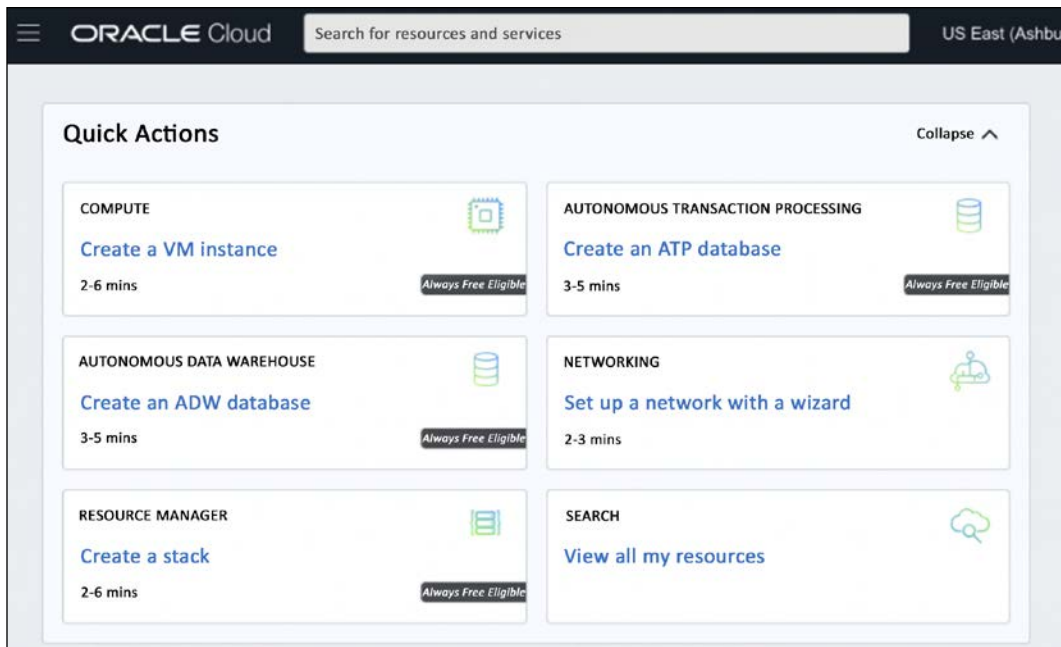 ORACLE Cloud
Search for resources and services
US East (Ashbu
Quick Actions
Collapse
COMPUTE
Create a VM instance
2-6 mins
Always Free Eligible
AUTONOMOUS TRANSACTION PROCESSING
Create an ATP database
3-5 mins
Always Free Eligible
AUTONOMOUS DATA WAREHOUSE
Create an ADW database
3-5 mins
Always Free Eligible
NETWORKING
Set up a network with a wizard
2-3 mins
RESOURCE MANAGER
Create a stack
2-6 mins
Always Free Eligible
SEARCH
View all my resources